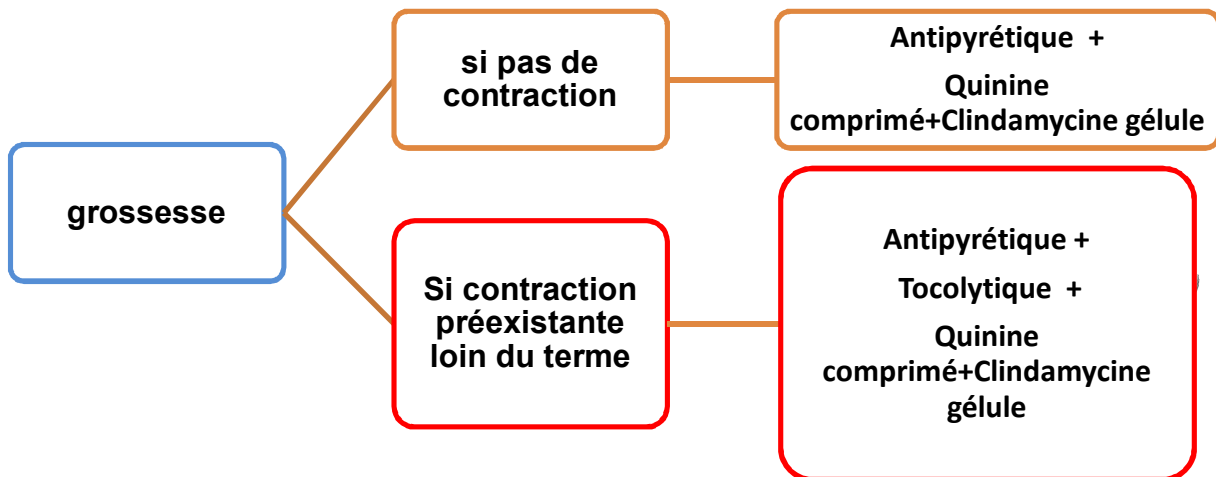 grossesse
si pas de
contraction
Antipyrétique +
Quinine
comprimé+Clindamycine gélule
Si contraction
préexistante
loin du terme
Antipyrétique +
Tocolytique +
Quinine
comprimé+Clindamycine
gélule